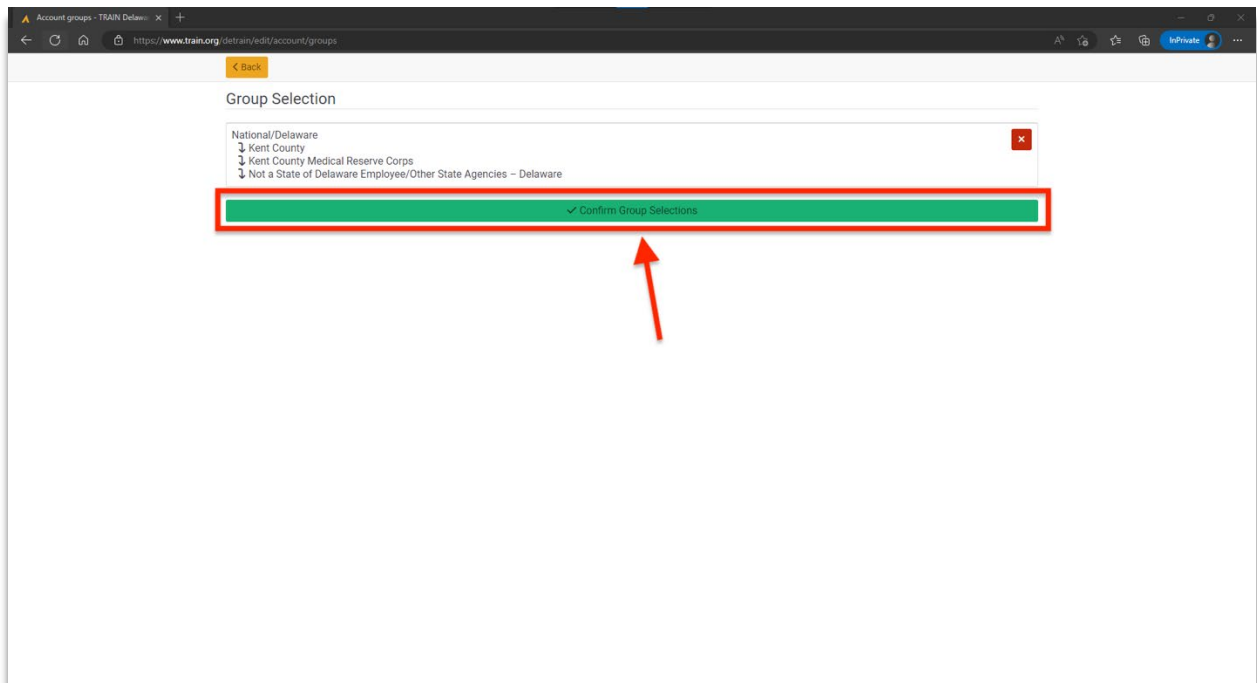 Account groups - TRAIN Delaw
https://www.train.org/detrain/edit/account/groups
InPrivate
Back
Group Selection
National/Delaware
Kent County
Kent County Medical Reserve Corps
Not a State of Delaware Employee/Other State Agencies – Delaware
Confirm Group Selections